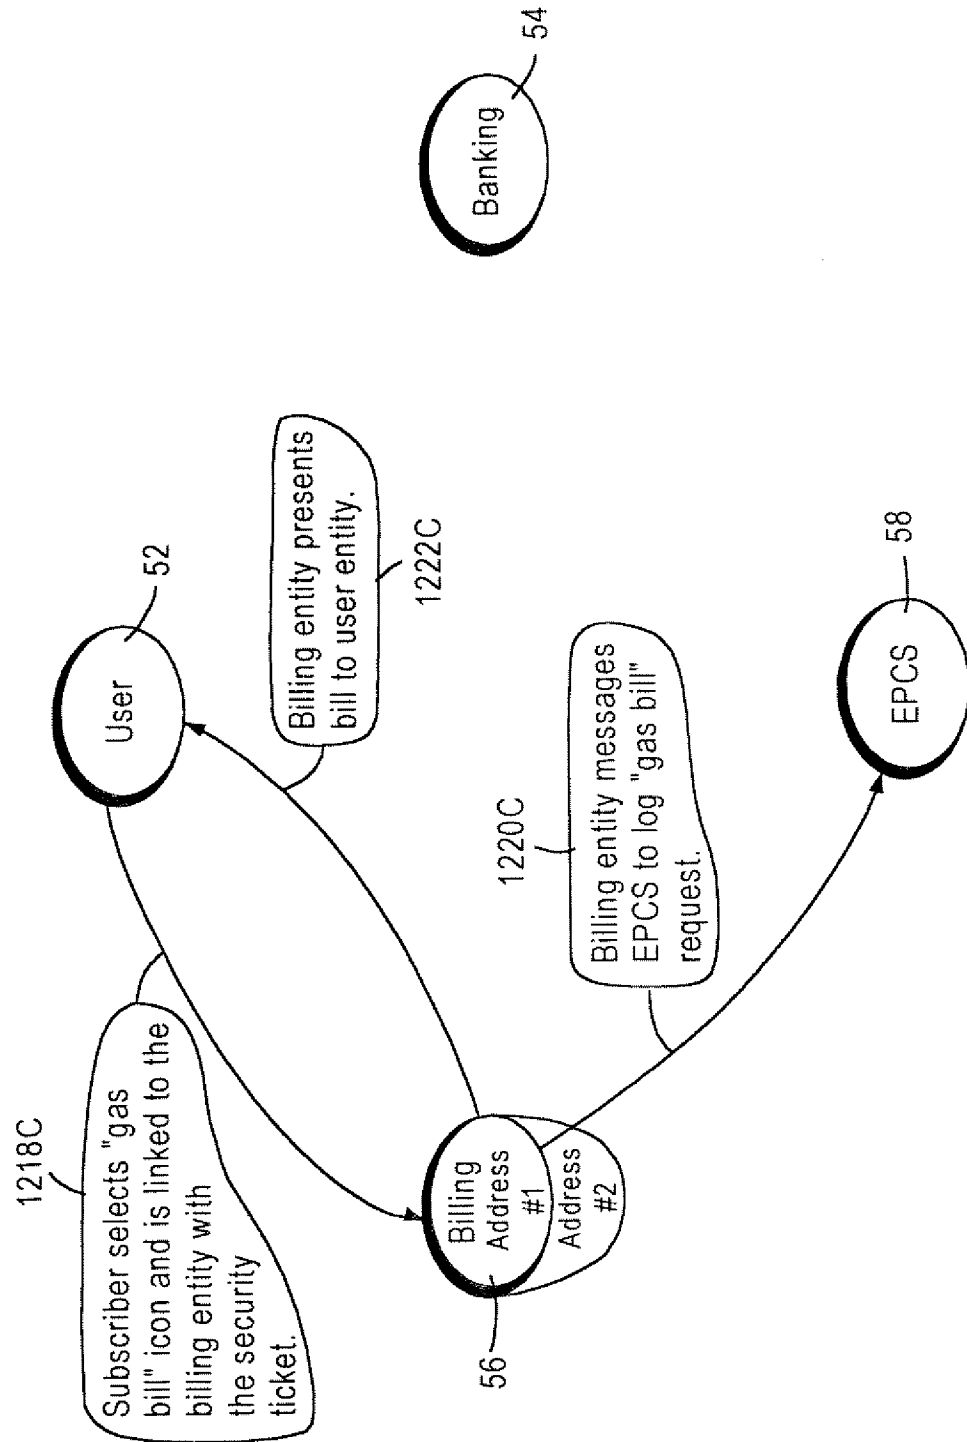 1218C
Subscriber selects "gas
bill" icon and is linked to the
billing entity with
the security
ticket.
52
User
Billing entity presents
bill to user entity.
1222C
Banking
54
56
Billing
Address
#1
Address
#2
1220C
Billing entity messages
EPCS to log "gas bill"
request.
EPCS
58